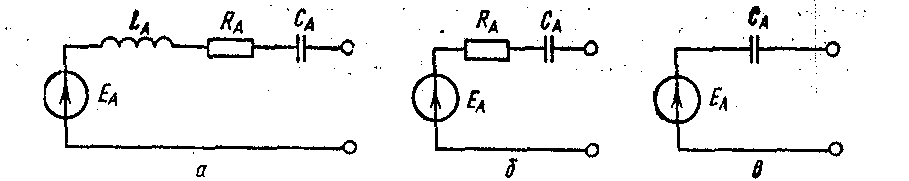 L_A R_A C_A R_A C_A C_A
E_A E_A E_A
а б в